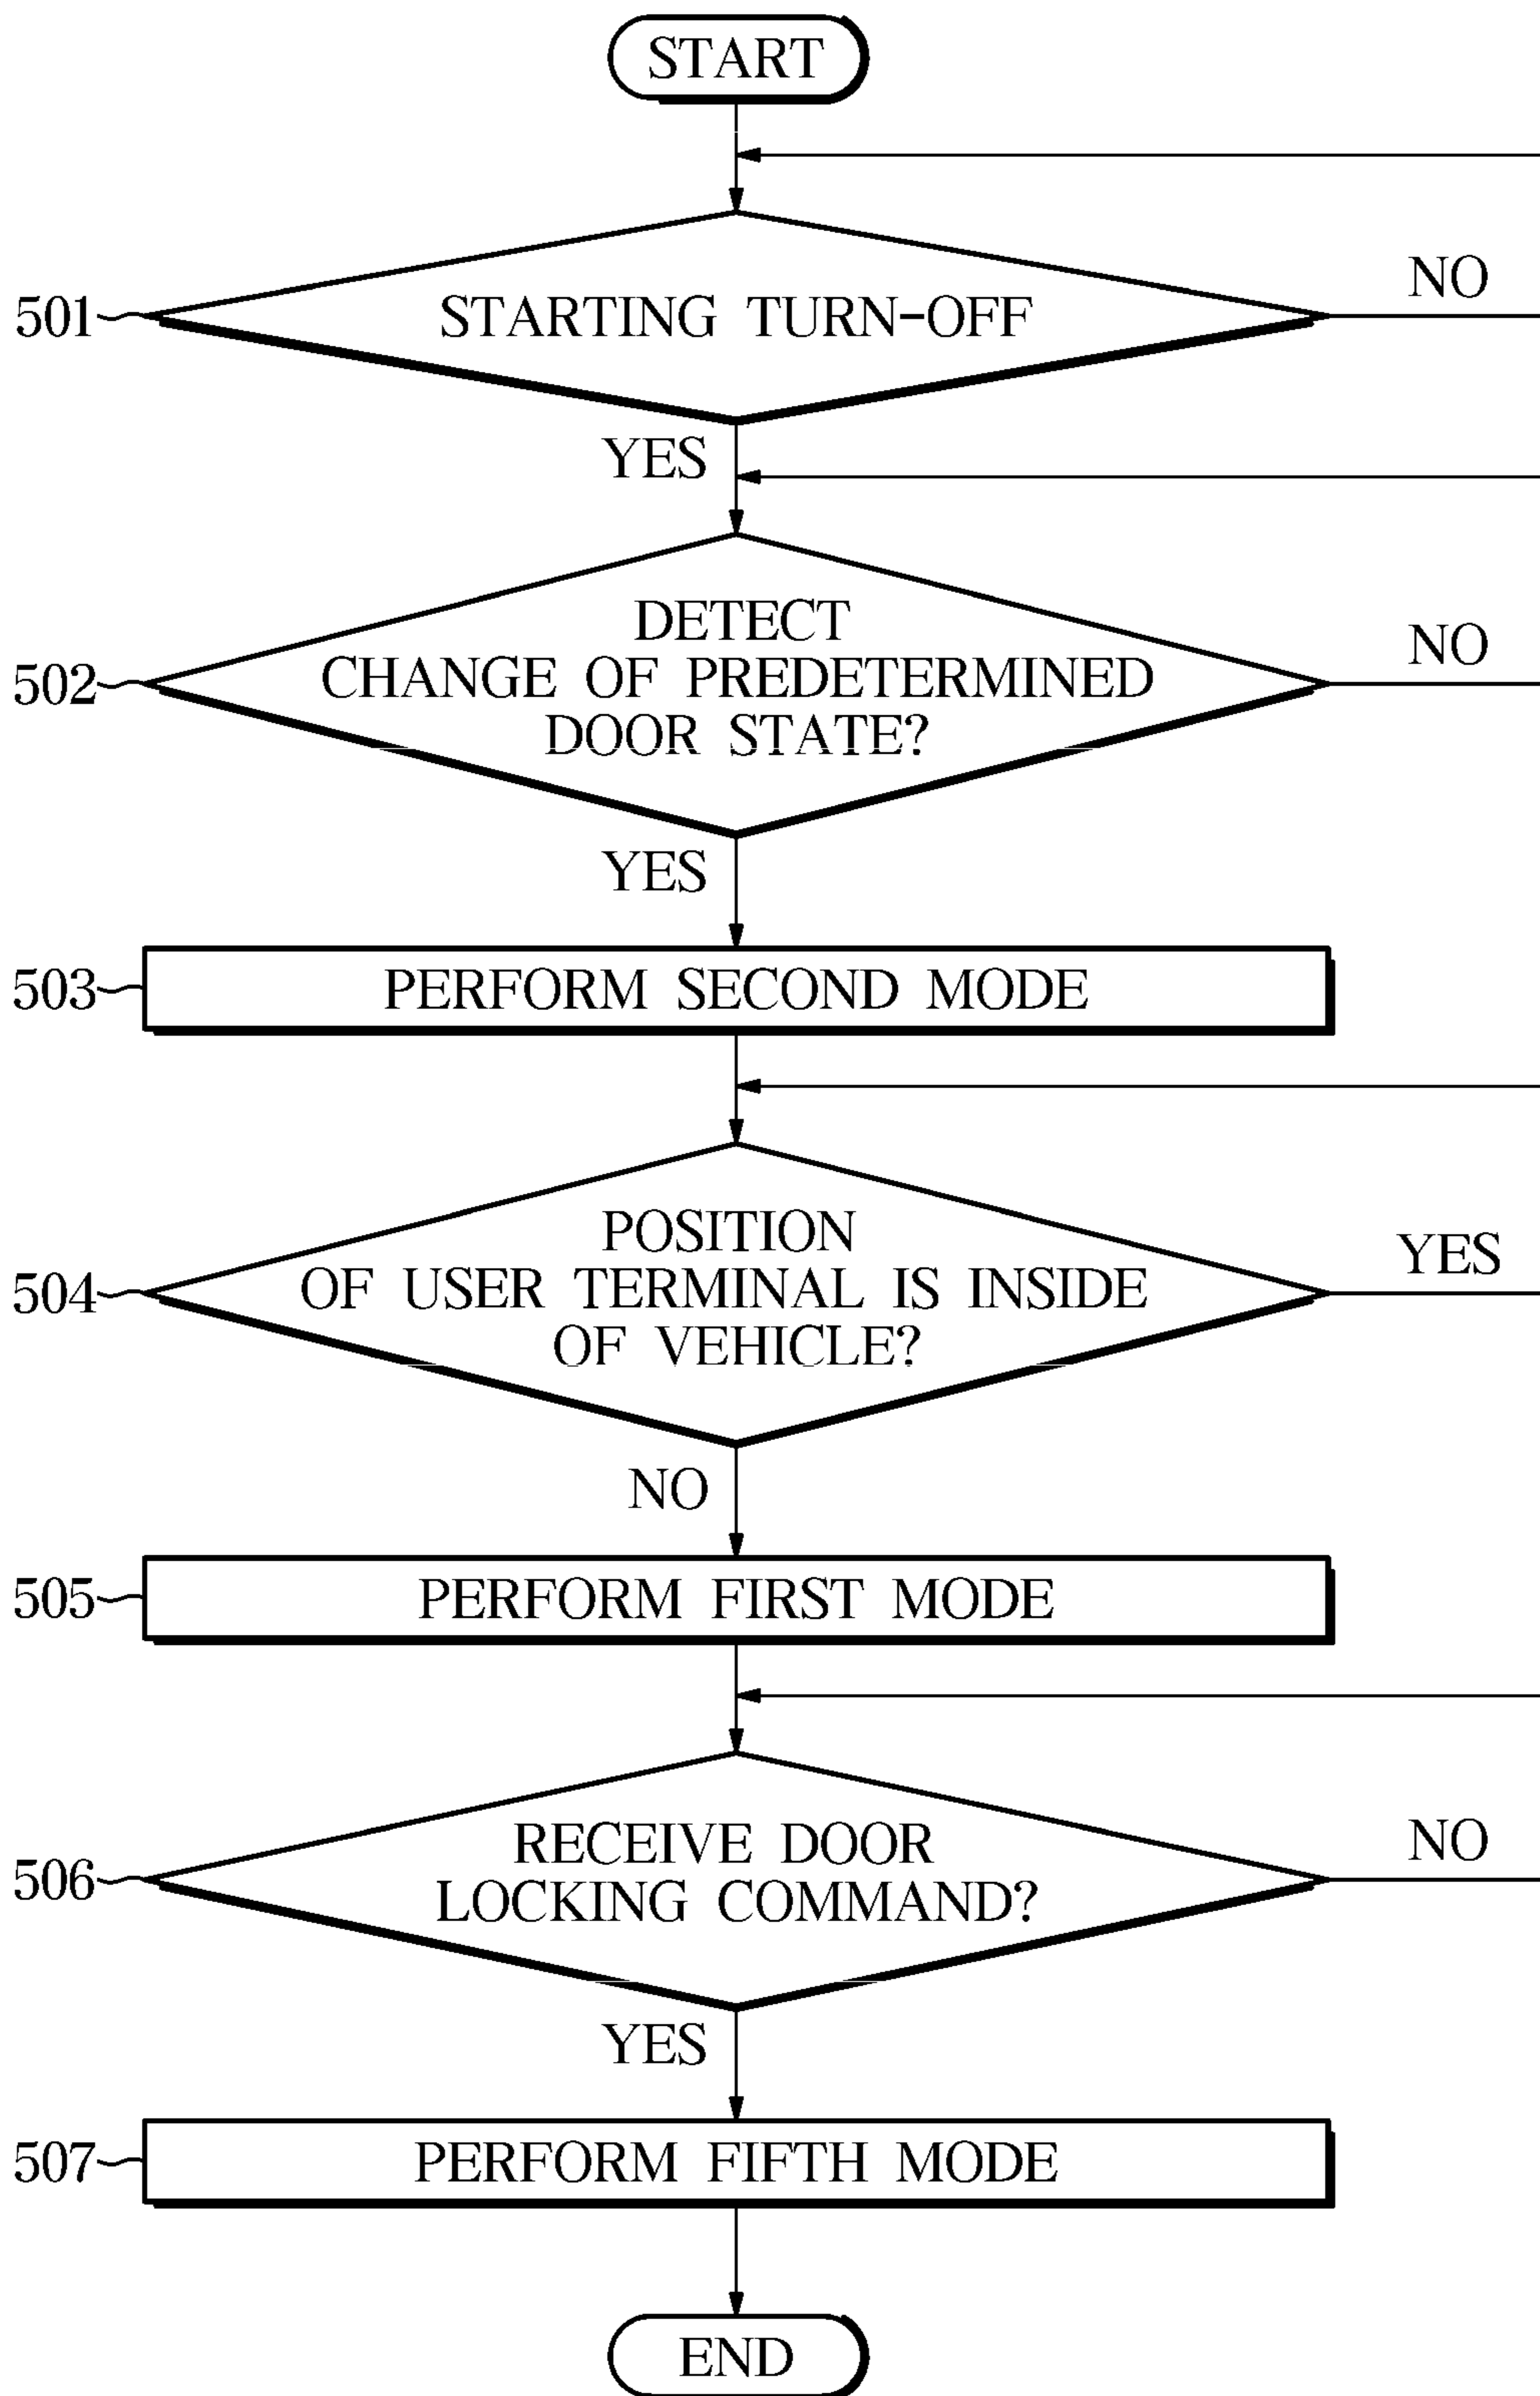 START
501
STARTING TURN-OFF
NO
YES
502
DETECT
CHANGE OF PREDETERMINED
DOOR STATE?
NO
YES
503
PERFORM SECOND MODE
504
POSITION
OF USER TERMINAL IS INSIDE
OF VEHICLE?
YES
NO
505
PERFORM FIRST MODE
506
RECEIVE DOOR
LOCKING COMMAND?
NO
YES
507
PERFORM FIFTH MODE
END